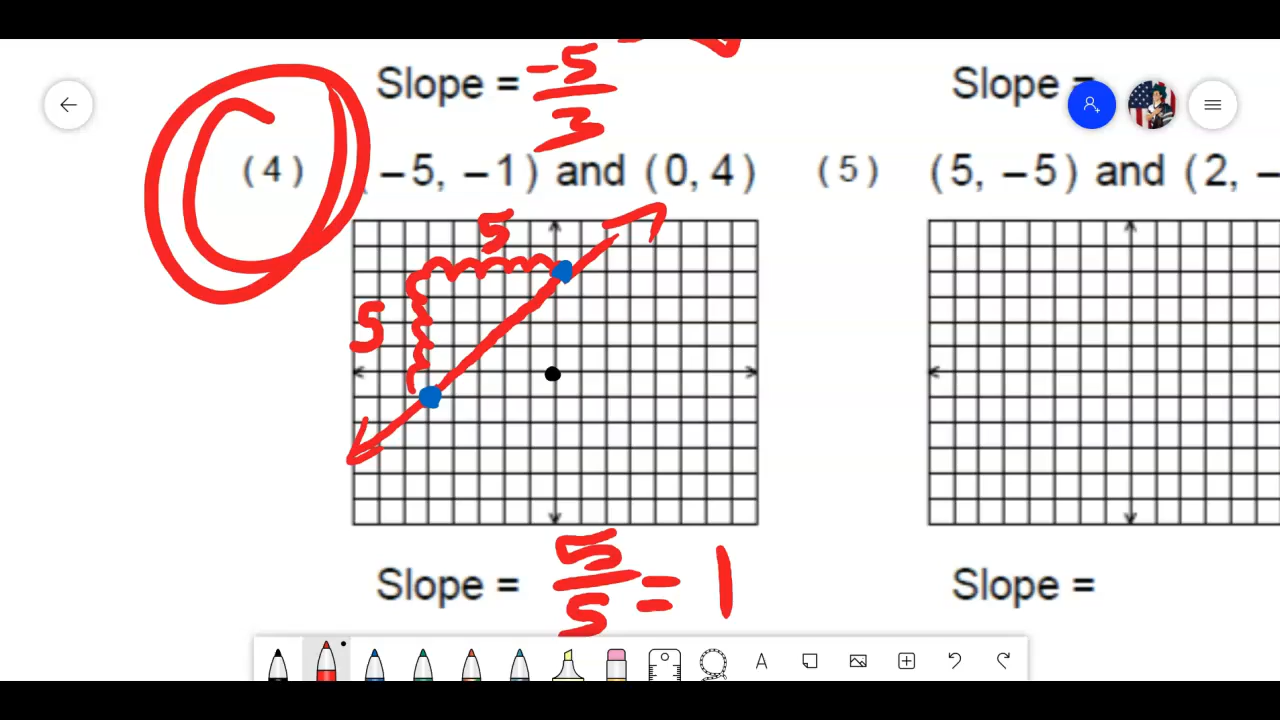 Slope = -5/3
Slope =
(4) (-5, -1) and (0, 4)
(5) (5, -5) and (2, -
5
5
Slope = 5/5 = 1
Slope =
A